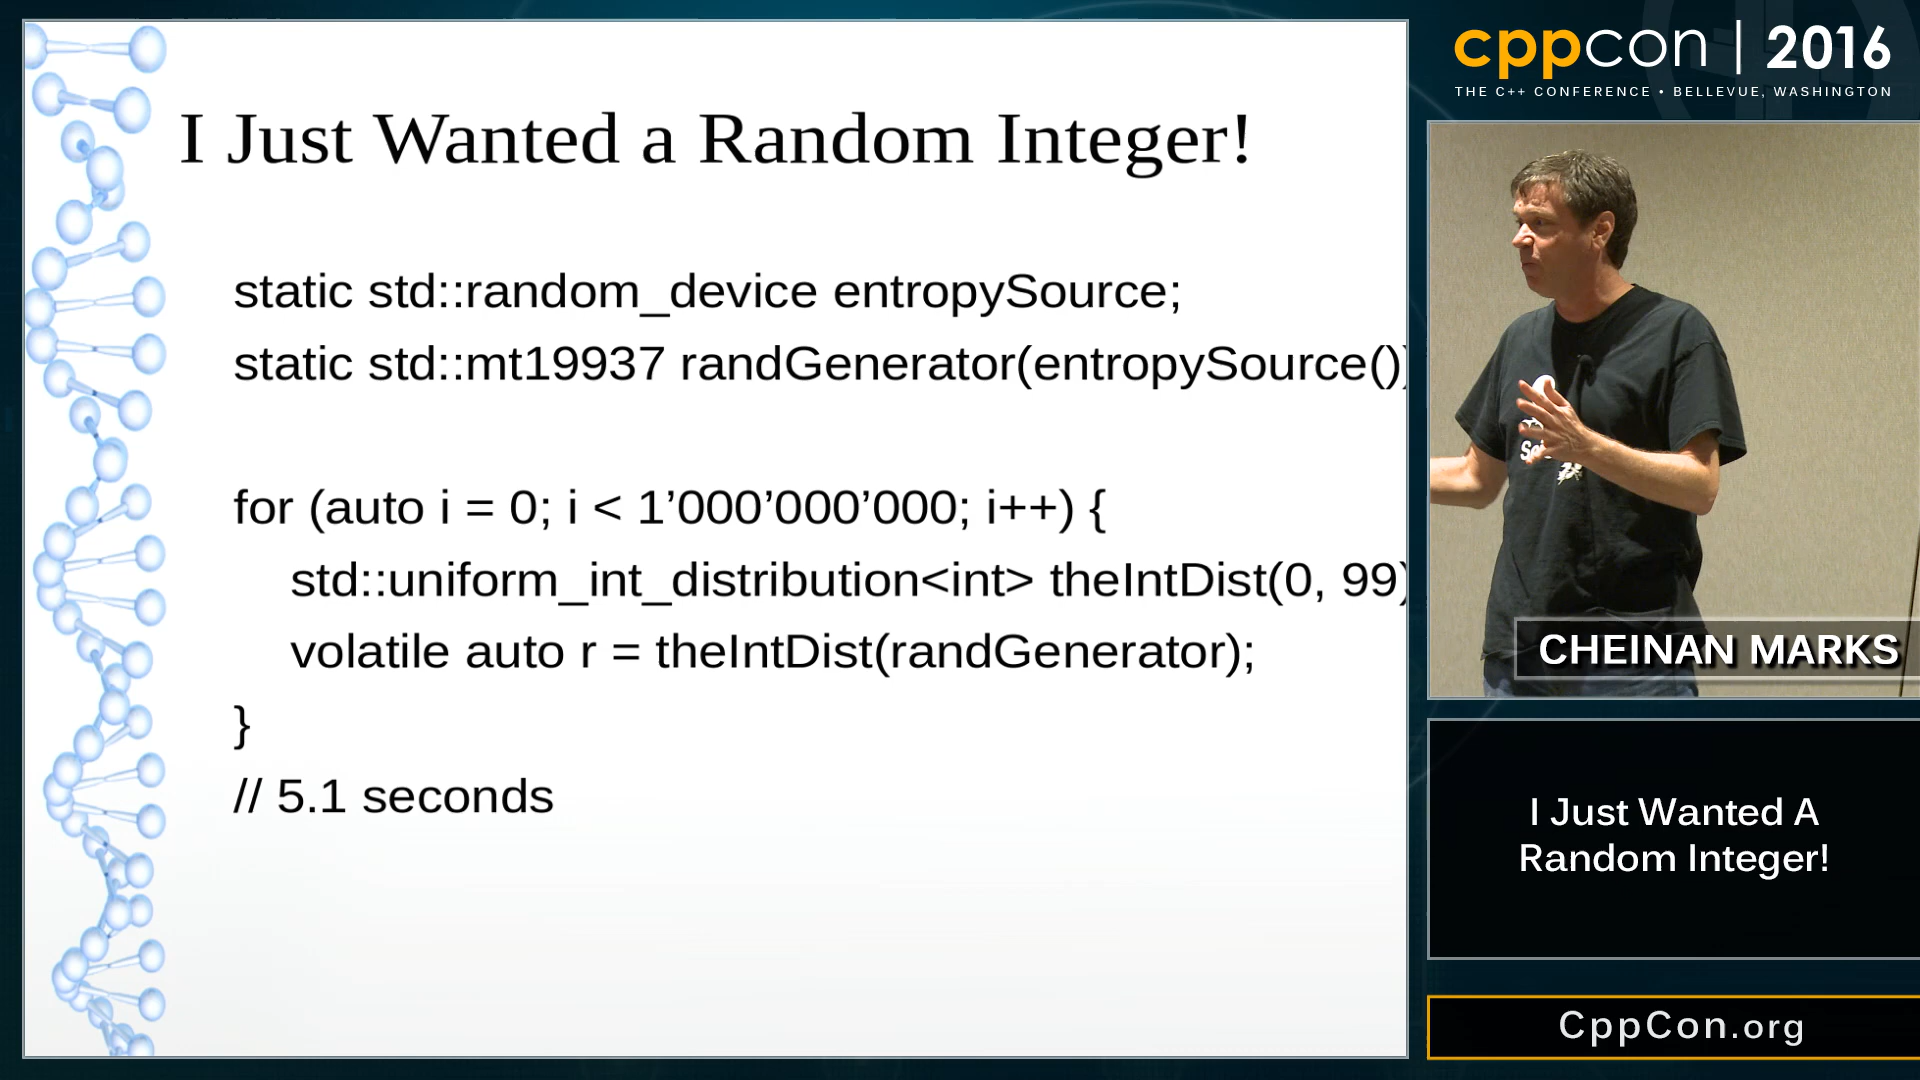 I Just Wanted a Random Integer!
static std::random_device entropySource;
static std::mt19937 randGenerator(entropySource())
for (auto i = 0; i < 1’000’000’000; i++) {
std::uniform_int_distribution<int> theIntDist(0, 99)
volatile auto r = theIntDist(randGenerator);
}
// 5.1 seconds
cppcon | 2016
THE C++ CONFERENCE • BELLEVUE, WASHINGTON
CHEINAN MARKS
I Just Wanted A
Random Integer!
CppCon.org